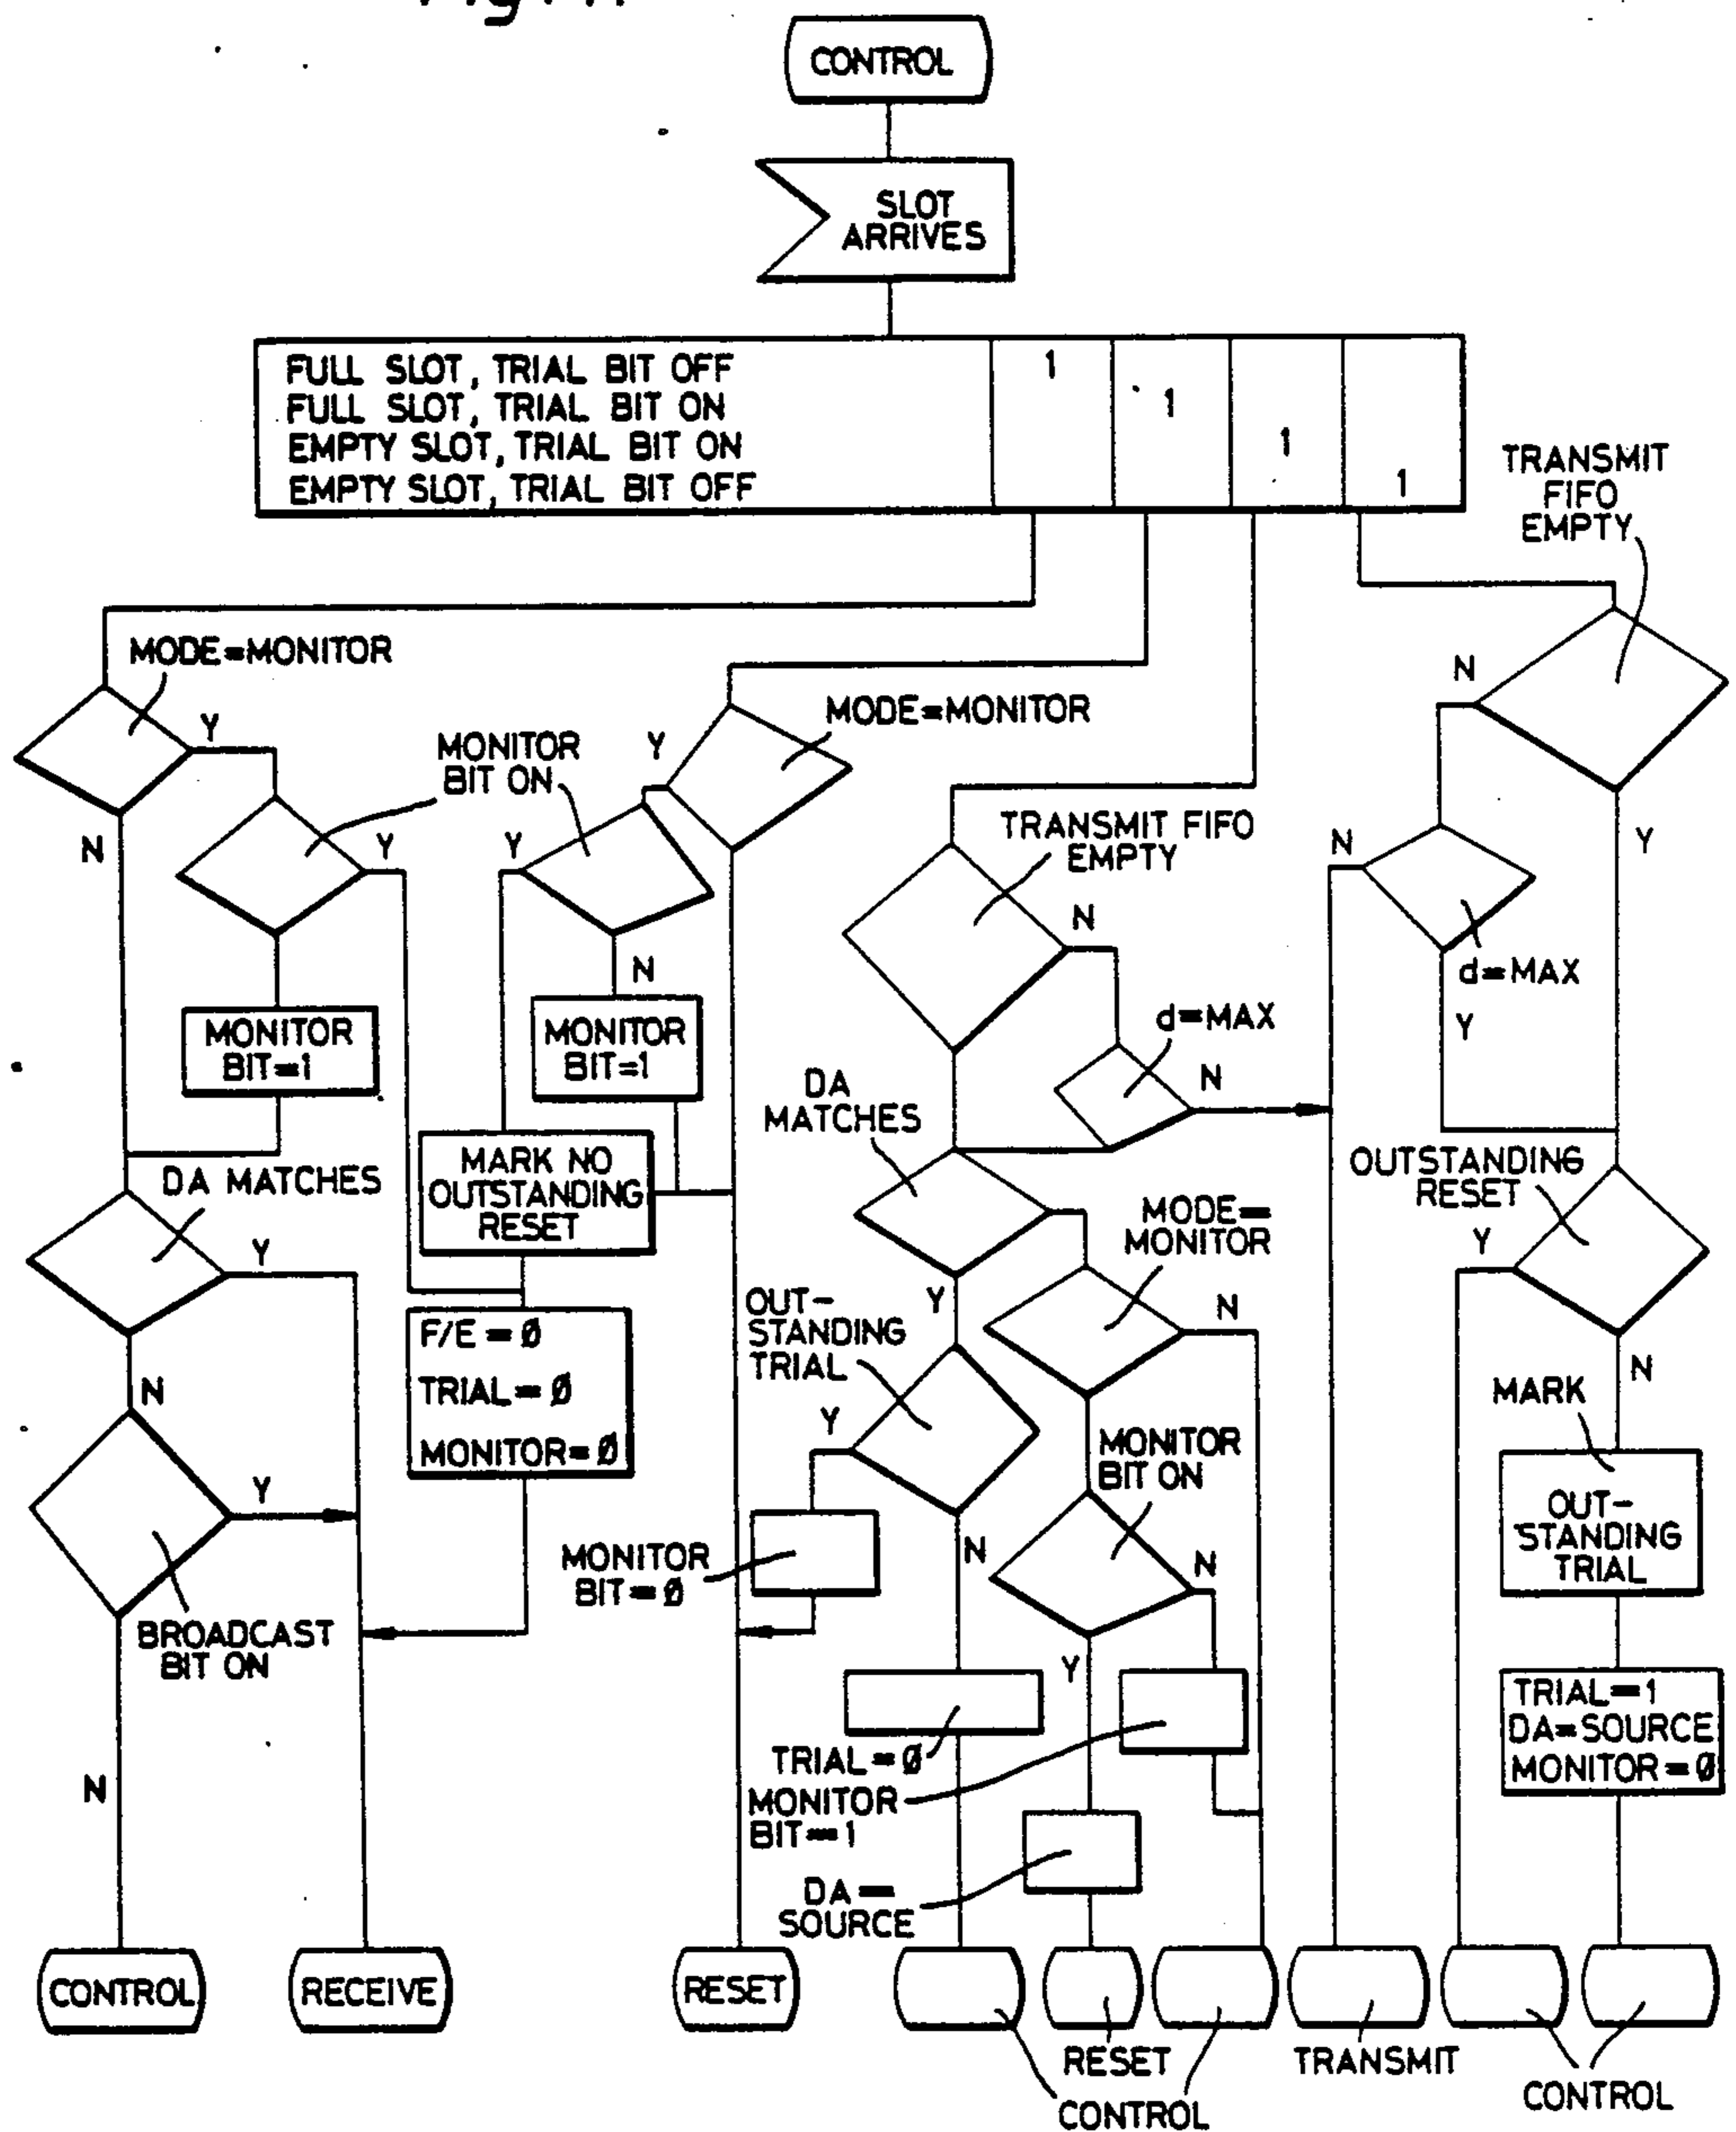 CONTROL
SLOT
ARRIVES
FULL SLOT, TRIAL BIT OFF 1
FULL SLOT, TRIAL BIT ON 1
EMPTY SLOT, TRIAL BIT ON 1
EMPTY SLOT, TRIAL BIT OFF 1
TRANSMIT
FIFO
EMPTY
MODE=MONITOR
Y
N
MONITOR
BIT ON
Y
MONITOR
BIT=1
Y
MODE=MONITOR
Y
N
MONITOR
BIT=1
MARK NO
OUTSTANDING
RESET
DA MATCHES
Y
N
F/E=Ø
TRIAL=Ø
MONITOR=Ø
Y
BROADCAST
BIT ON
N
TRANSMIT FIFO
EMPTY
N
d=MAX
N
DA
MATCHES
Y
MODE=
MONITOR
N
OUT-
STANDING
TRIAL
Y
N
MONITOR
BIT=Ø
MONITOR
BIT ON
N
Y
TRIAL=Ø
MONITOR
BIT=1
DA=
SOURCE
N
Y
N
d=MAX
Y
OUTSTANDING
RESET
Y
N
MARK
OUT-
STANDING
TRIAL
TRIAL=1
DA=SOURCE
MONITOR=Ø
CONTROL
RECEIVE
RESET
RESET
TRANSMIT
CONTROL
CONTROL